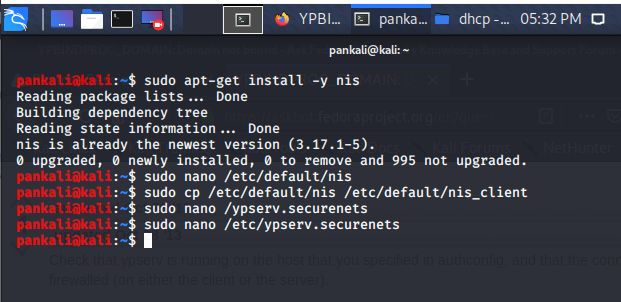 YPBI...
panka...
dhcp -...
05:32 PM
pankali@kali: ~
pankali@kali:~$ sudo apt-get install -y nis
Reading package lists... Done
Building dependency tree
Reading state information... Done
nis is already the newest version (3.17.1-5).
0 upgraded, 0 newly installed, 0 to remove and 995 not upgraded.
pankali@kali:~$ sudo nano /etc/default/nis
pankali@kali:~$ sudo cp /etc/default/nis /etc/default/nis_client
pankali@kali:~$ sudo nano /ypserv.securenets
pankali@kali:~$ sudo nano /etc/ypserv.securenets
pankali@kali:~$
Check that ypserv is running on the host that you specified in authconfig, and that the
firewalled (on either the client or the server).